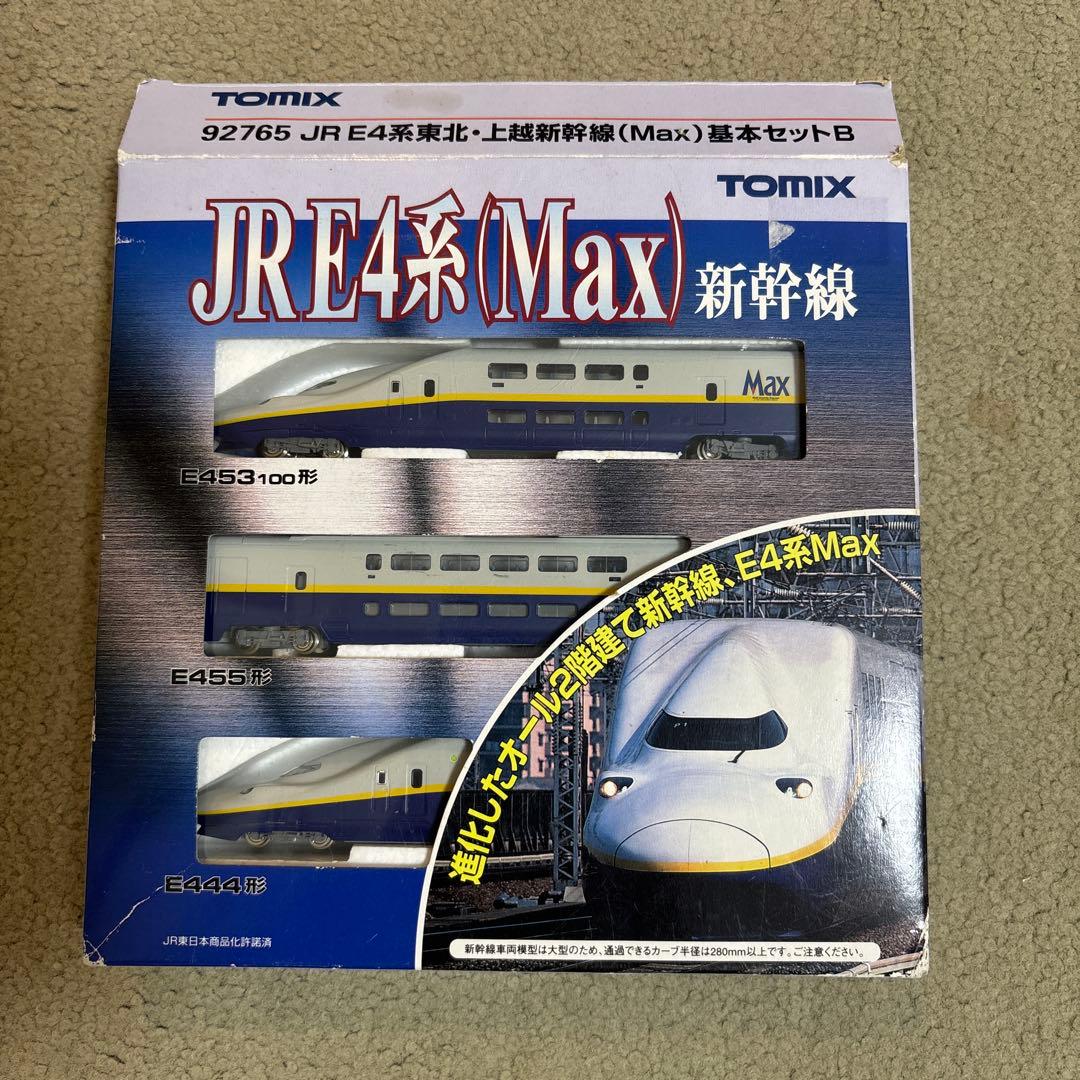 TOMIX
92765 JR E4系東北・上越新幹線(Max)基本セットB
TOMIX
JR E4系(Max)新幹線
Max
E453 100形
進化したオール2階建て新幹線、E4系Max
E455形
E444形
JR東日本商品化許諾済
新幹線車両模型は大型のため、通過できるカーブ半径は280mm以上です。ご注意ください。